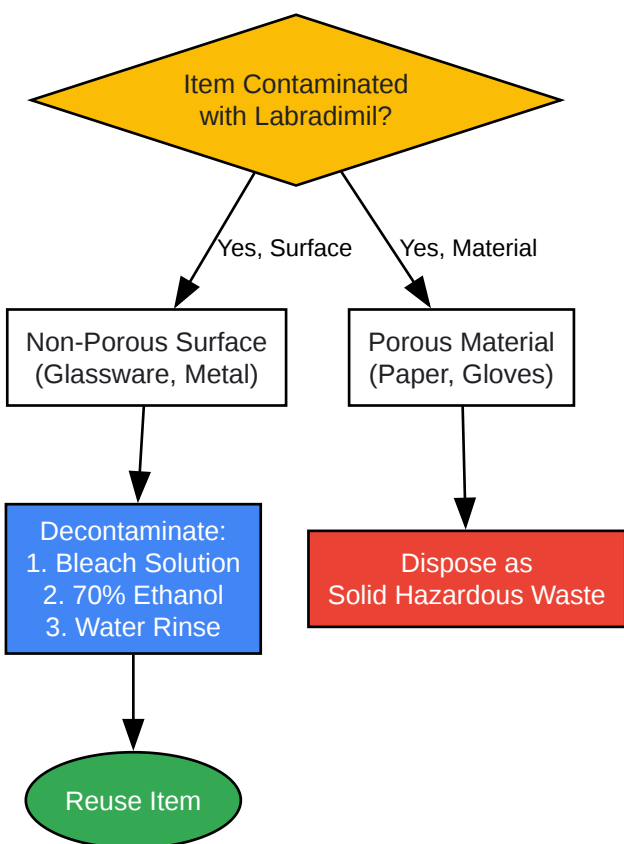 Item Contaminated
with Labradimil?
Yes, Surface
Yes, Material
Non-Porous Surface
(Glassware, Metal)
Porous Material
(Paper, Gloves)
Decontaminate:
1. Bleach Solution
2. 70% Ethanol
3. Water Rinse
Dispose as
Solid Hazardous Waste
Reuse Item